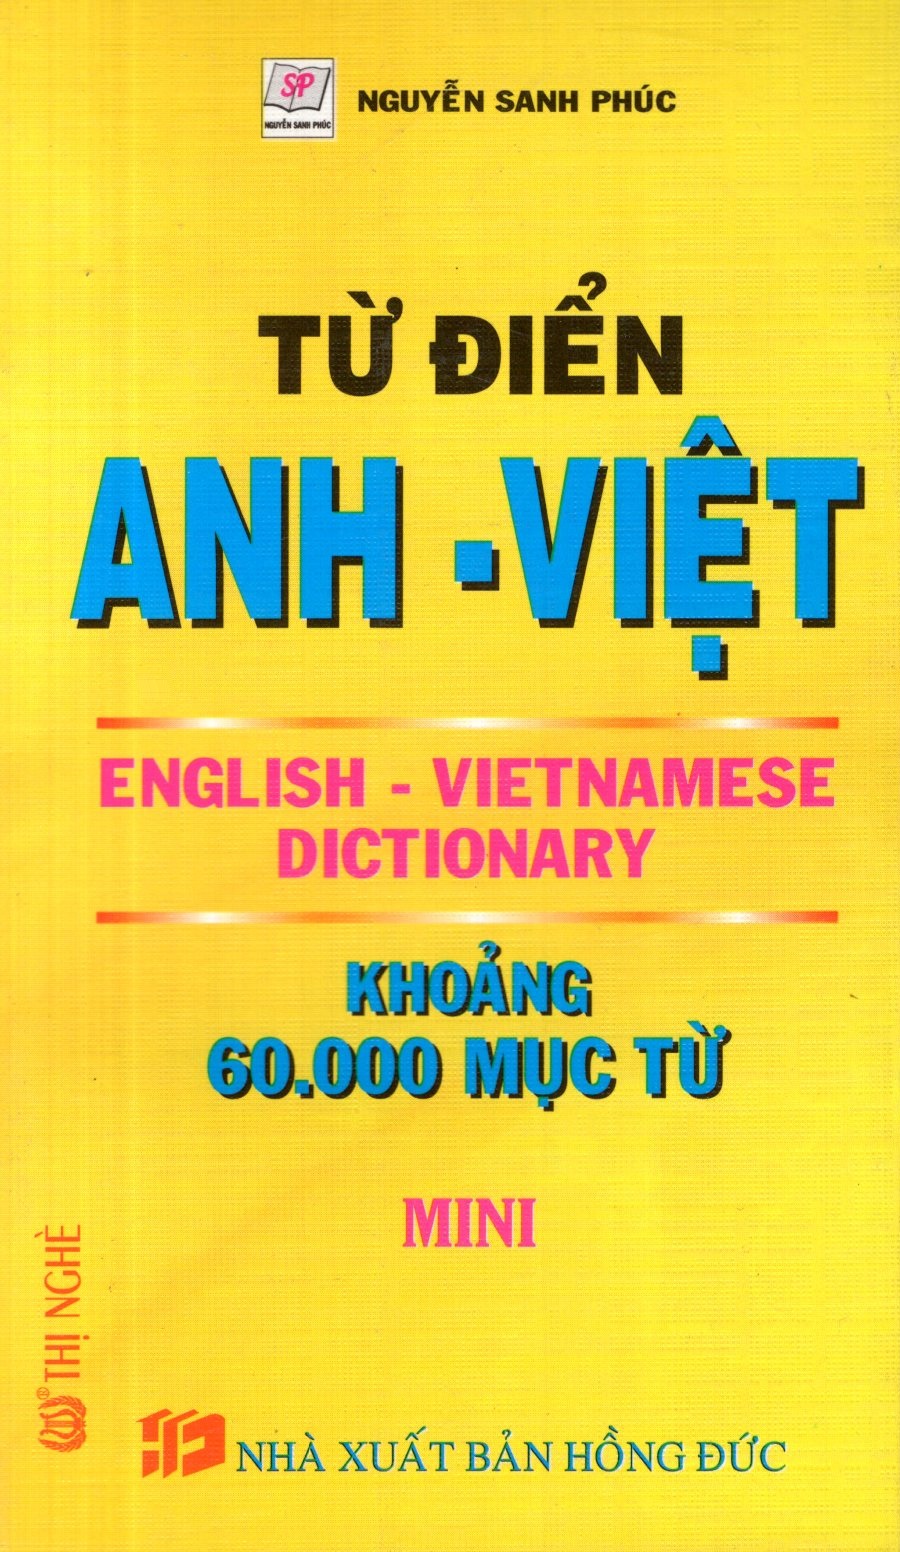 SP
NGUYỄN SANH PHÚC
NGUYỄN SANH PHÚC
TỪ ĐIỂN
ANH - VIỆT
ENGLISH - VIETNAMESE
DICTIONARY
KHOẢNG
60.000 MỤC TỪ
MINI
® THỊ NGHÈ
NHÀ XUẤT BẢN HỒNG ĐỨC